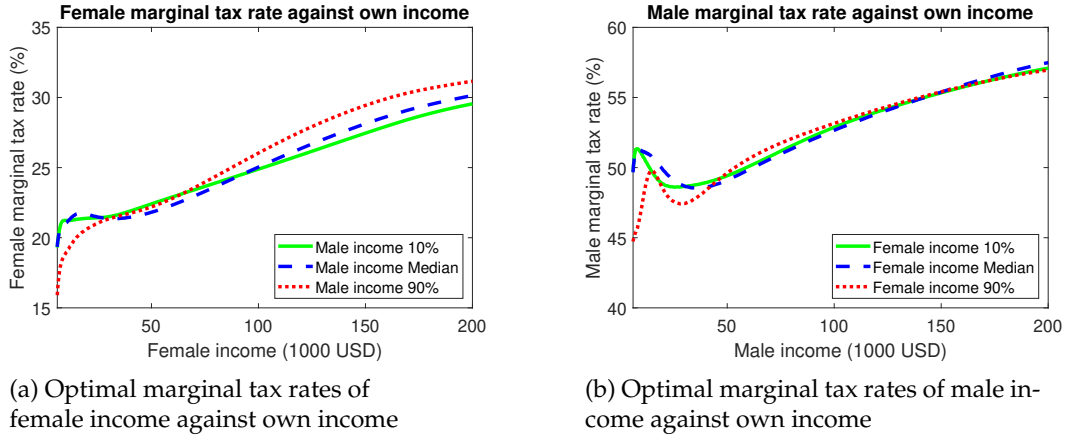 Female marginal tax rate against own income
Female marginal tax rate (%)
35
30
25
20
15
50
100
150
200
Male income 10%
Male income Median
Male income 90%
Female income (1000 USD)
(a) Optimal marginal tax rates of
female income against own income
Male marginal tax rate against own income
Male marginal tax rate (%)
60
55
50
45
40
50
100
150
200
Female income 10%
Female income Median
Female income 90%
Male income (1000 USD)
(b) Optimal marginal tax rates of male in-
come against own income